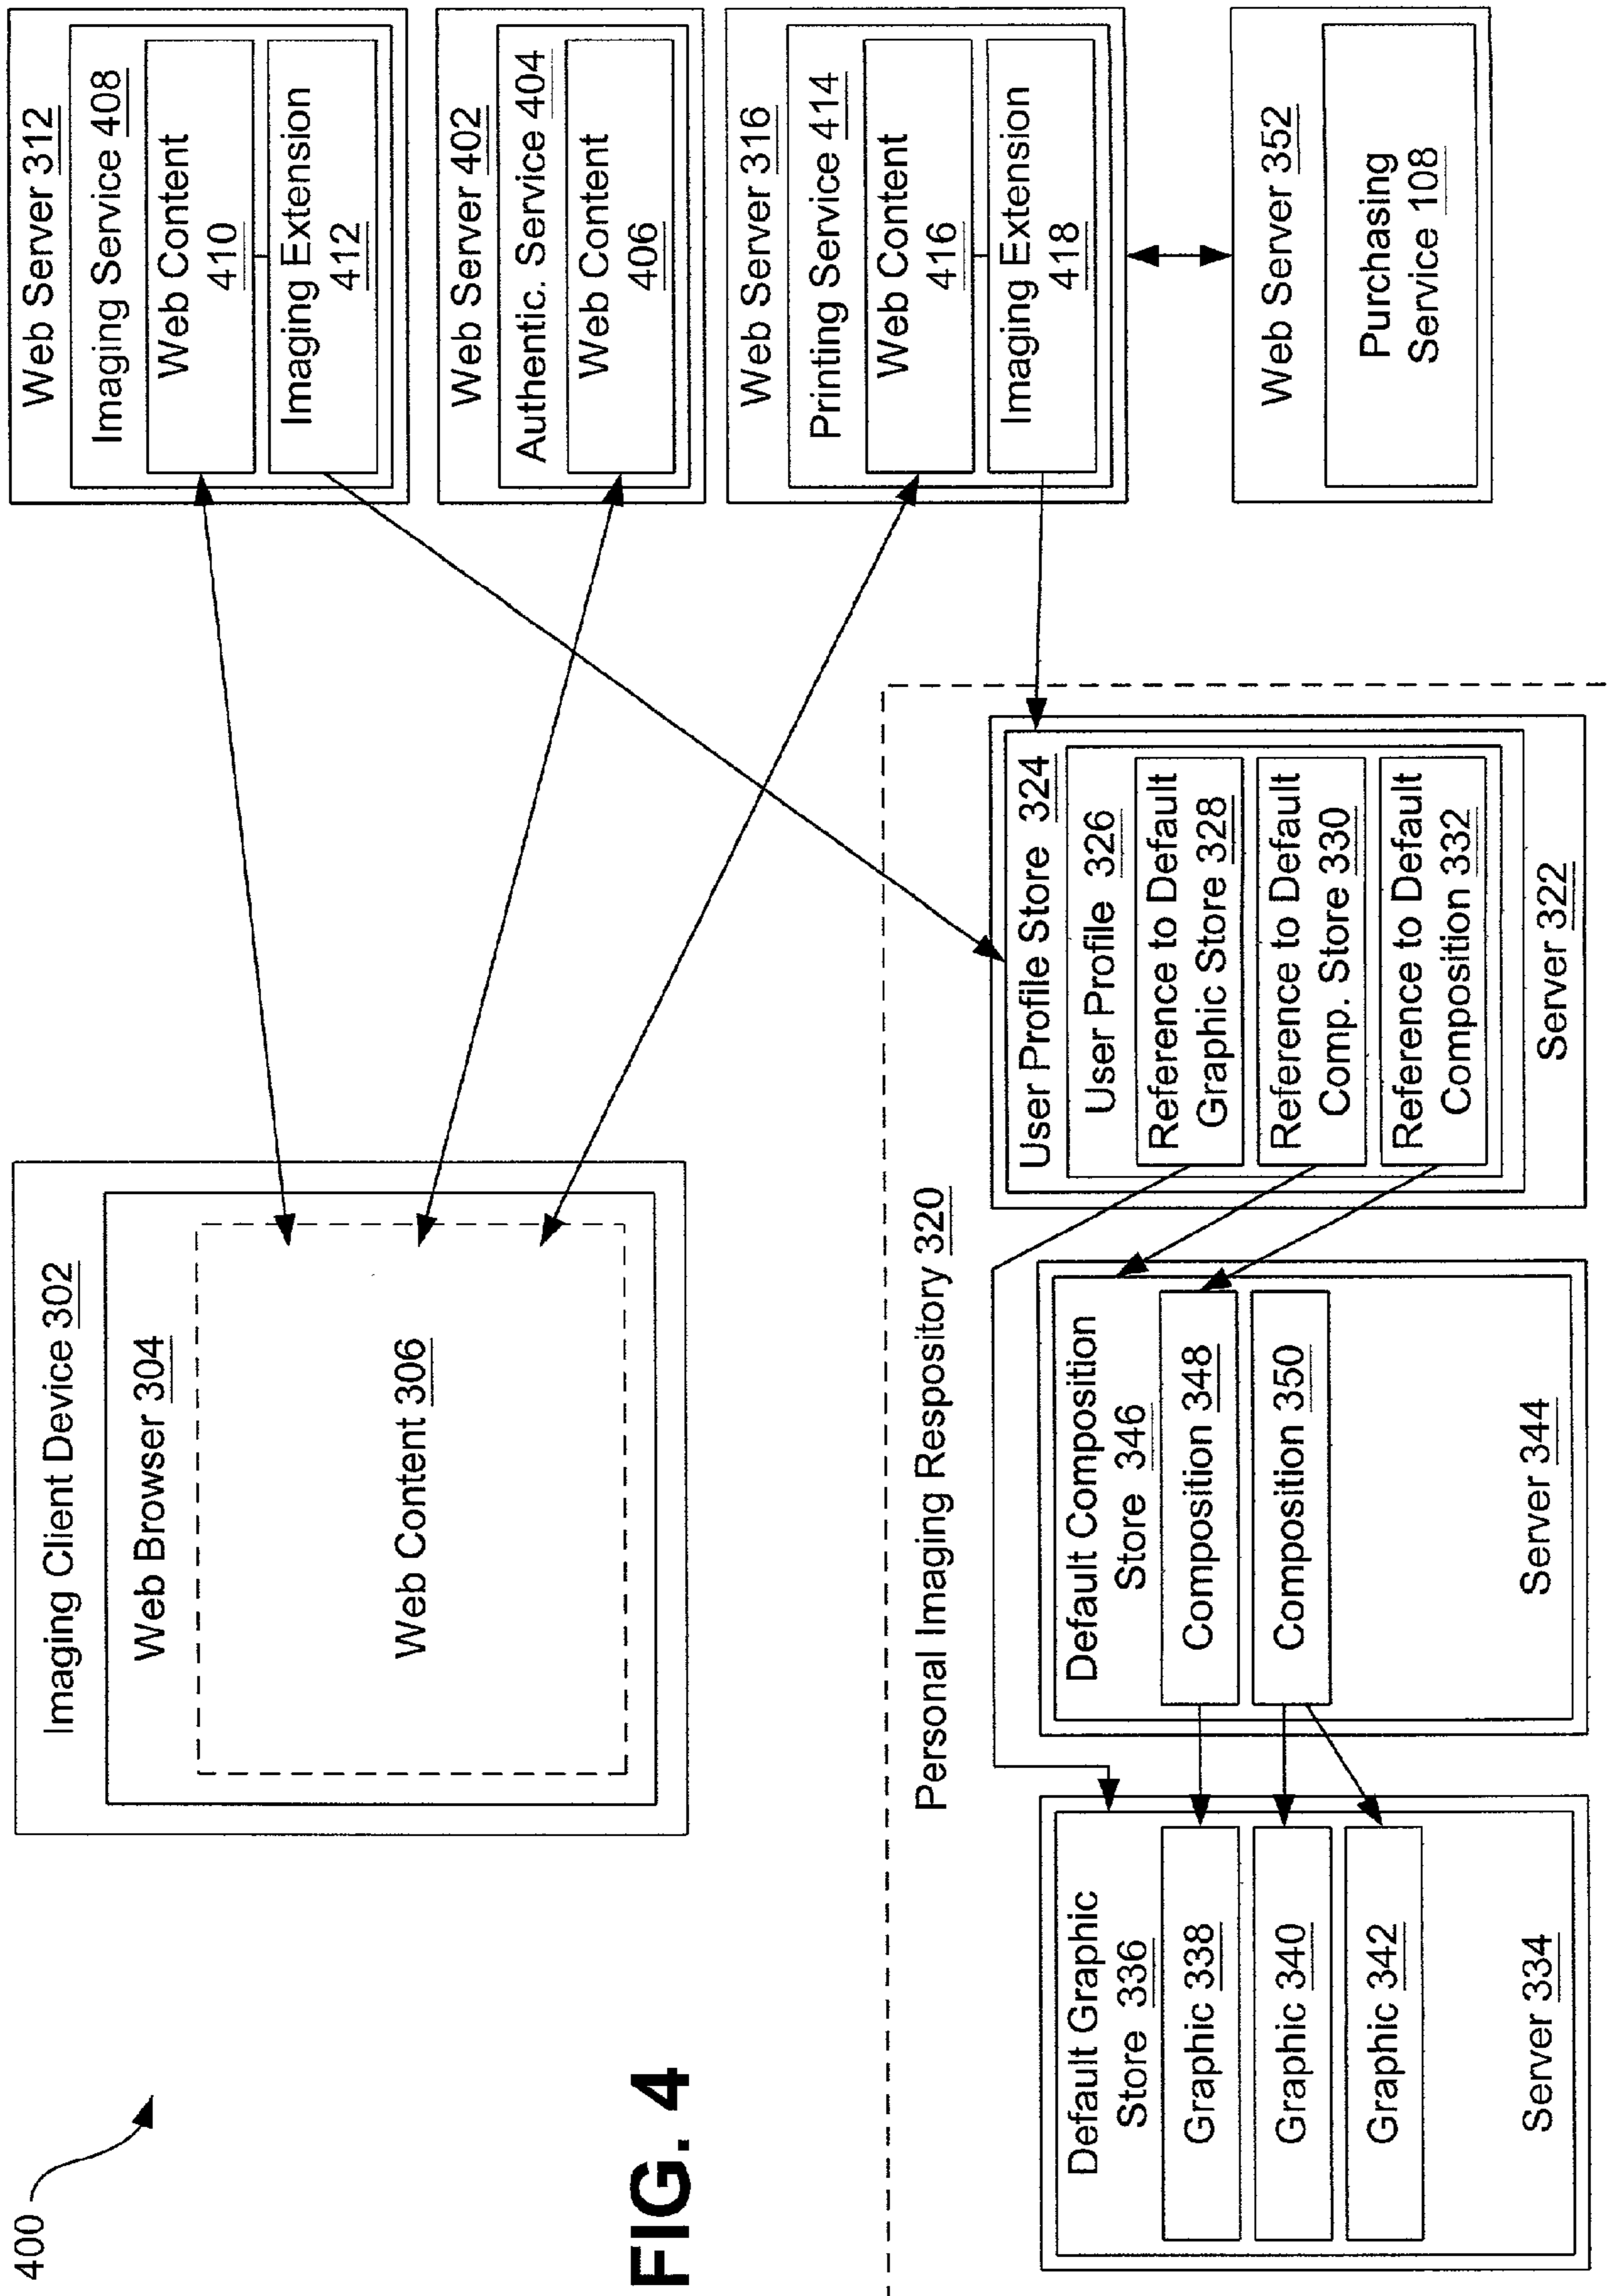 400
FIG. 4
Imaging Client Device 302
Web Browser 304
Web Content 306
Web Server 312
Imaging Service 408
Web Content
410
Imaging Extension
412
Web Server 402
Authentic. Service 404
Web Content
406
Web Server 316
Printing Service 414
Web Content
416
Imaging Extension
418
Web Server 352
Purchasing
Service 108
Personal Imaging Respository 320
Default Graphic
Store 336
Graphic 338
Graphic 340
Graphic 342
Server 334
Default Composition
Store 346
Composition 348
Composition 350
Server 344
User Profile Store 324
User Profile 326
Reference to Default
Graphic Store 328
Reference to Default
Comp. Store 330
Reference to Default
Composition 332
Server 322